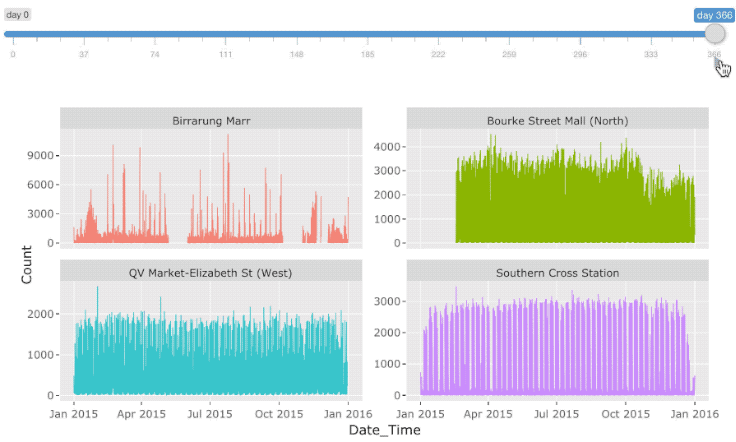 day 0 day 366
0 37 74 111 148 185 222 259 296 333 366
Birrarung Marr
9000
6000
3000
0
Bourke Street Mall (North)
4000
3000
2000
1000
0
Count
QV Market-Elizabeth St (West)
2000
1000
0
Jan 2015 Apr 2015 Jul 2015 Oct 2015 Jan 2016
Southern Cross Station
3000
2000
1000
0
Jan 2015 Apr 2015 Jul 2015 Oct 2015 Jan 2016
Date_Time